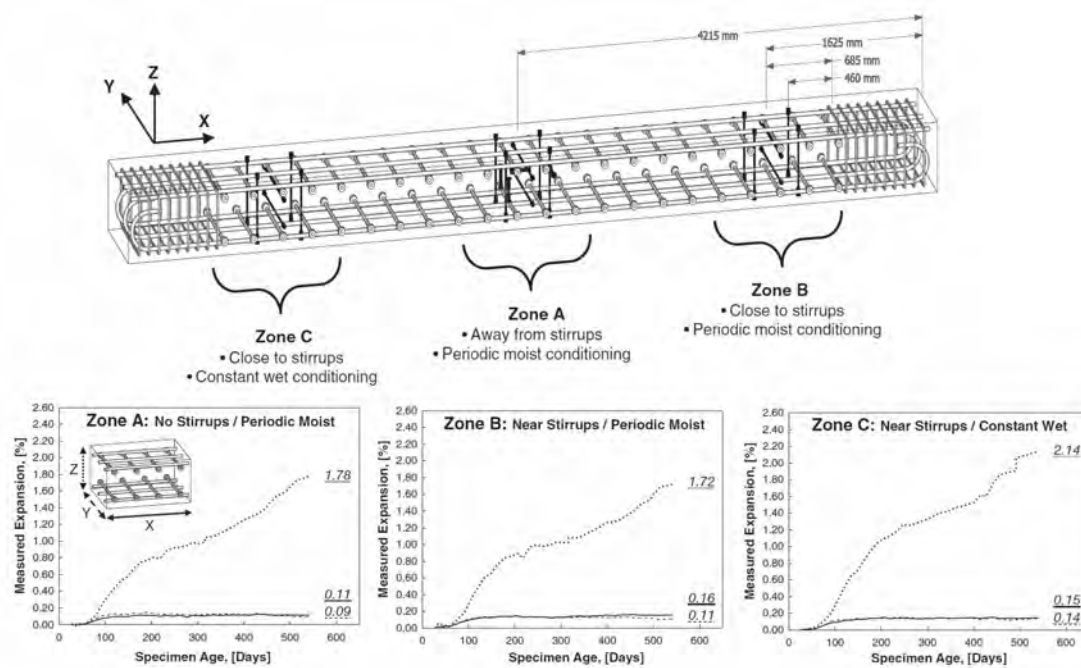 4215 mm
1625 mm
685 mm
460 mm
Z
Y
X
Zone C
• Close to stirrups
• Constant wet conditioning
Zone A
• Away from stirrups
• Periodic moist conditioning
Zone B
• Close to stirrups
• Periodic moist conditioning
Zone A: No Stirrups / Periodic Moist
Measured Expansion, [%]
2.60
2.40
2.20
2.00
1.80
1.60
1.40
1.20
1.00
0.80
0.60
0.40
0.20
0.00
Z
Y
X
1.78
0.11
0.09
0 100 200 300 400 500 600
Specimen Age, [Days]
Zone B: Near Stirrups / Periodic Moist
Measured Expansion, [%]
2.60
2.40
2.20
2.00
1.80
1.60
1.40
1.20
1.00
0.80
0.60
0.40
0.20
0.00
1.72
0.16
0.11
0 100 200 300 400 500 600
Specimen Age, [Days]
Zone C: Near Stirrups / Constant Wet
Measured Expansion, [%]
2.60
2.40
2.20
2.00
1.80
1.60
1.40
1.20
1.00
0.80
0.60
0.40
0.20
0.00
2.14
0.15
0.14
0 100 200 300 400 500 600
Specimen Age, [Days]